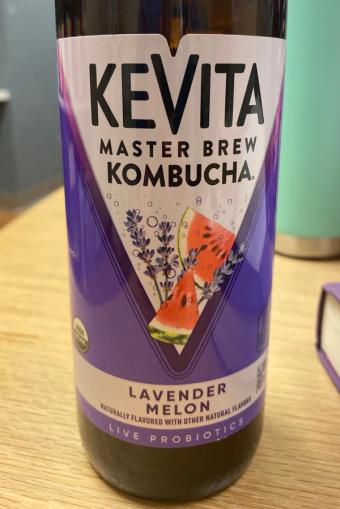 KEVITA
MASTER BREW
KOMBUCHA
LAVENDER
MELON
NATURALLY FLAVORED WITH OTHER NATURAL FLAVORS
LIVE PROBIOTICS